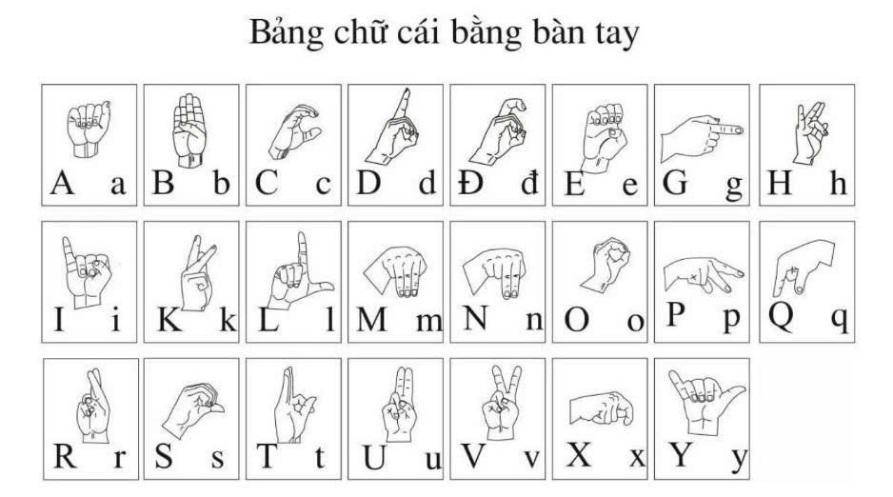 Bảng chữ cái bằng bàn tay
A a B b C c D d Đ đ E e G g H h
I i K k L l M m N n O o P p Q q
R r S s T t U u V v X x Y y